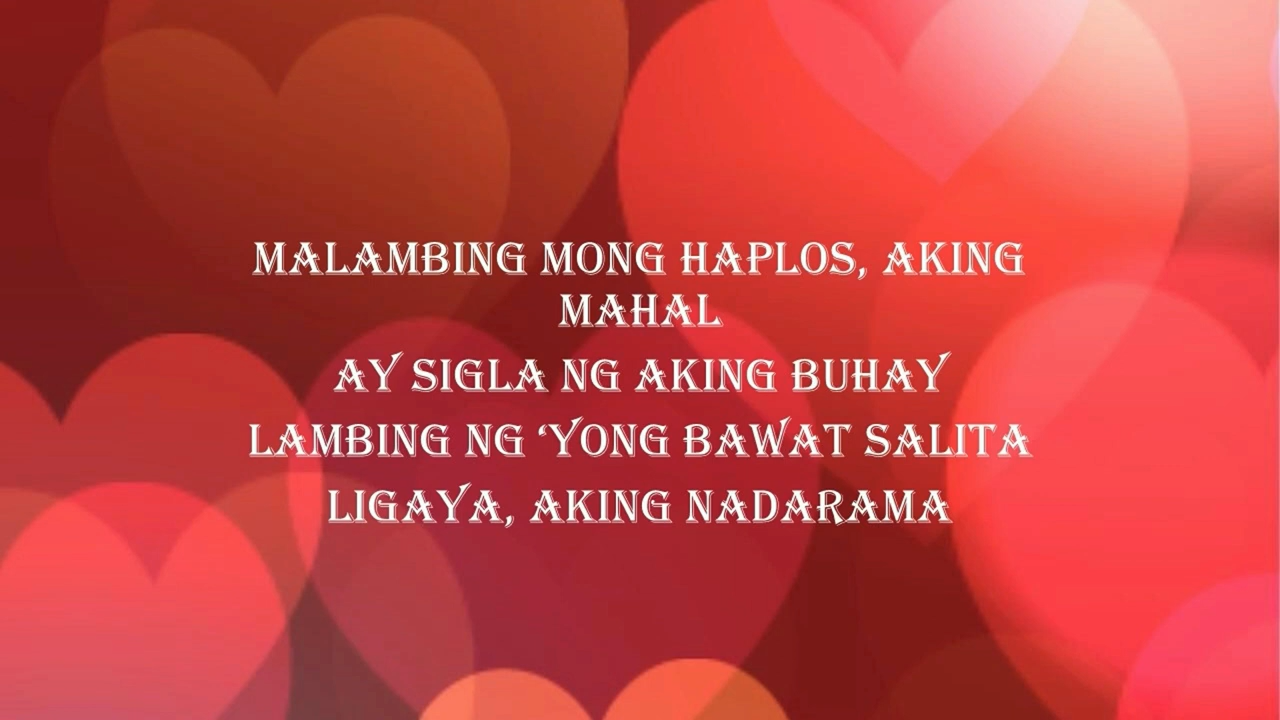 MALAMBING MONG HAPLOS, AKING
MAHAL
AY SIGLA NG AKING BUHAY
LAMBING NG ‘YONG BAWAT SALITA
LIGAYA, AKING NADARAMA